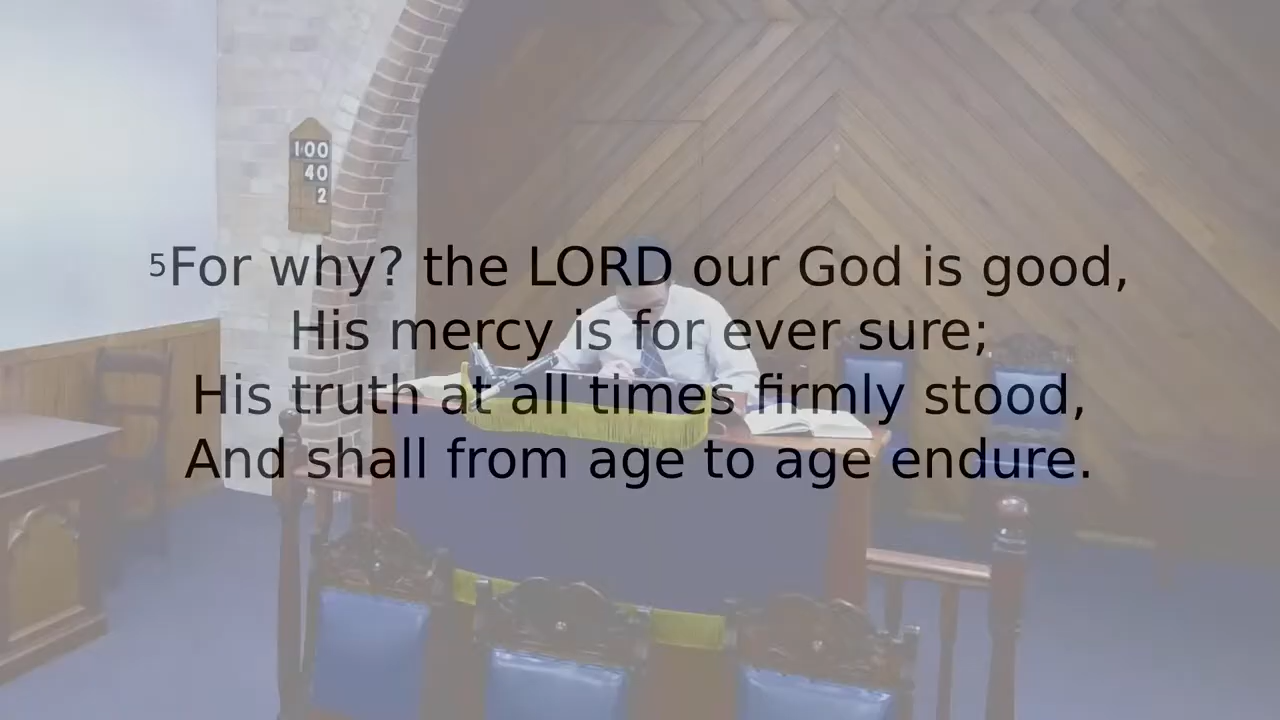 100
40
2
5For why? the LORD our God is good,
His mercy is for ever sure;
His truth at all times firmly stood,
And shall from age to age endure.